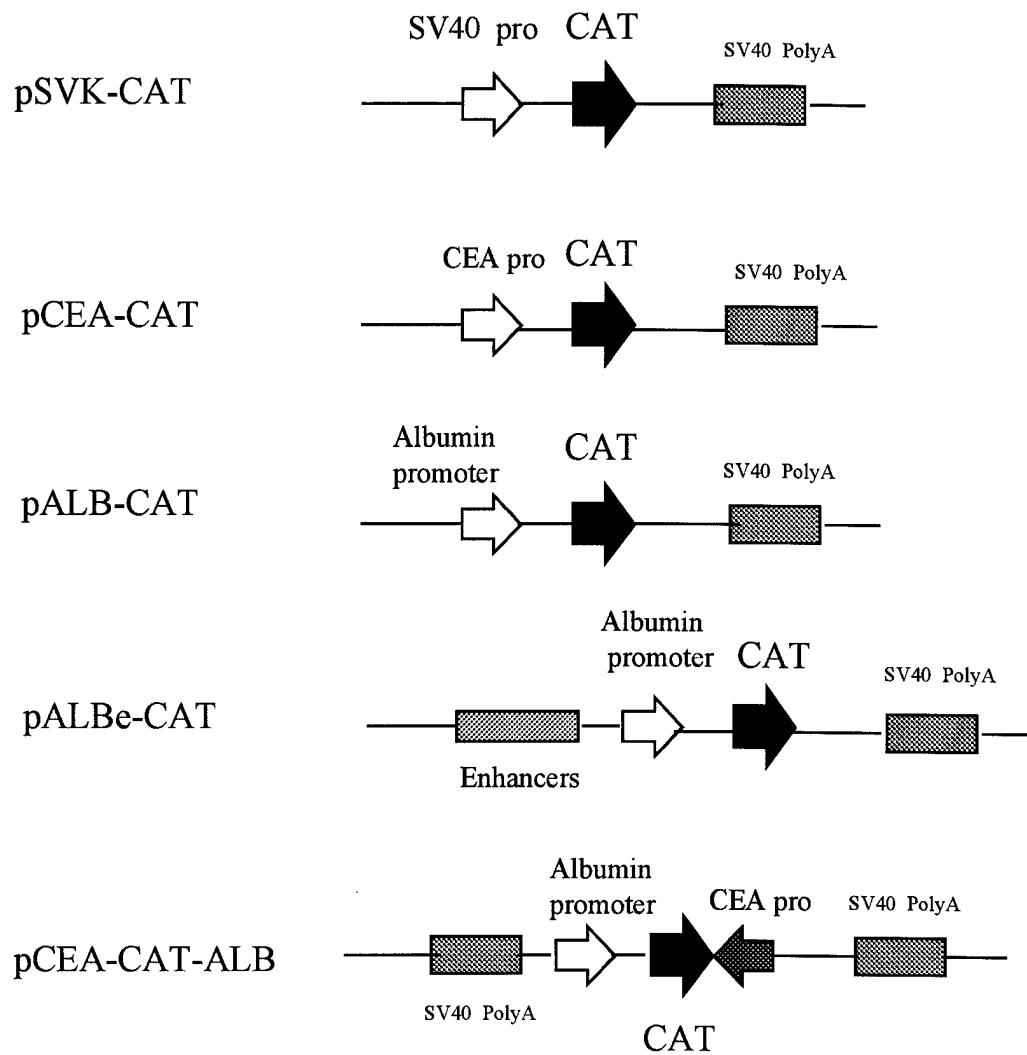 SV40 pro CAT SV40 PolyA
pSVK-CAT
CEA pro CAT SV40 PolyA
pCEA-CAT
Albumin
promoter CAT SV40 PolyA
pALB-CAT
Albumin
promoter CAT SV40 PolyA
pALBe-CAT
Enhancers
Albumin
promoter CEA pro SV40 PolyA
pCEA-CAT-ALB
SV40 PolyA CAT